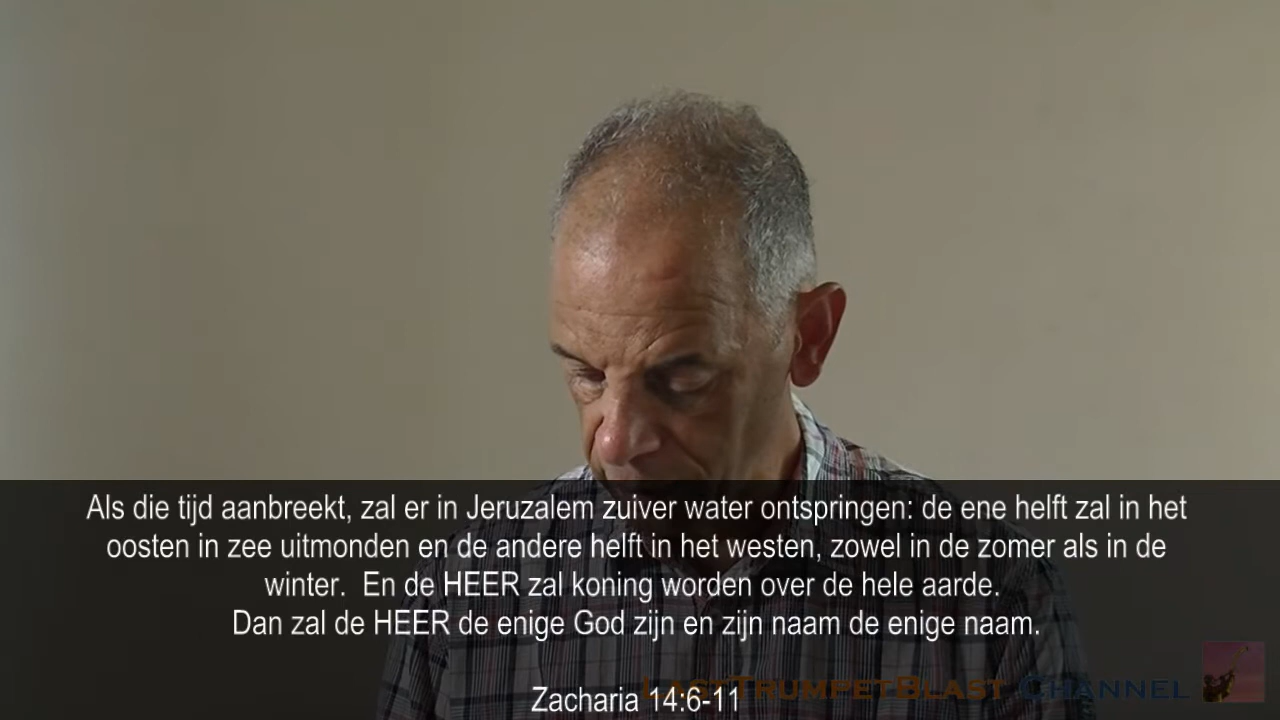 Als die tijd aanbreekt, zal er in Jeruzalem zuiver water ontspringen: de ene helft zal in het
oosten in zee uitmonden en de andere helft in het westen, zowel in de zomer als in de
winter.  En de HEER zal koning worden over de hele aarde.
Dan zal de HEER de enige God zijn en zijn naam de enige naam.
Zacharia 14:6-11
LastTrumpetBlast Channel